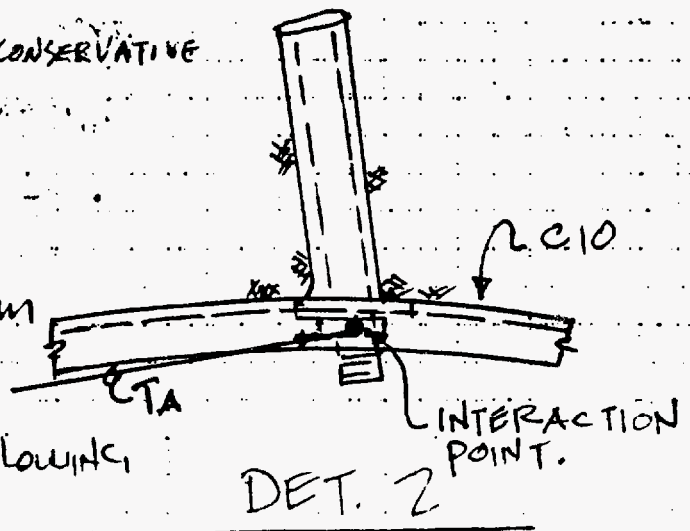 CONSERVATIVE
C10
TA
INTERACTION
POINT.
LOWING,
DET. 2